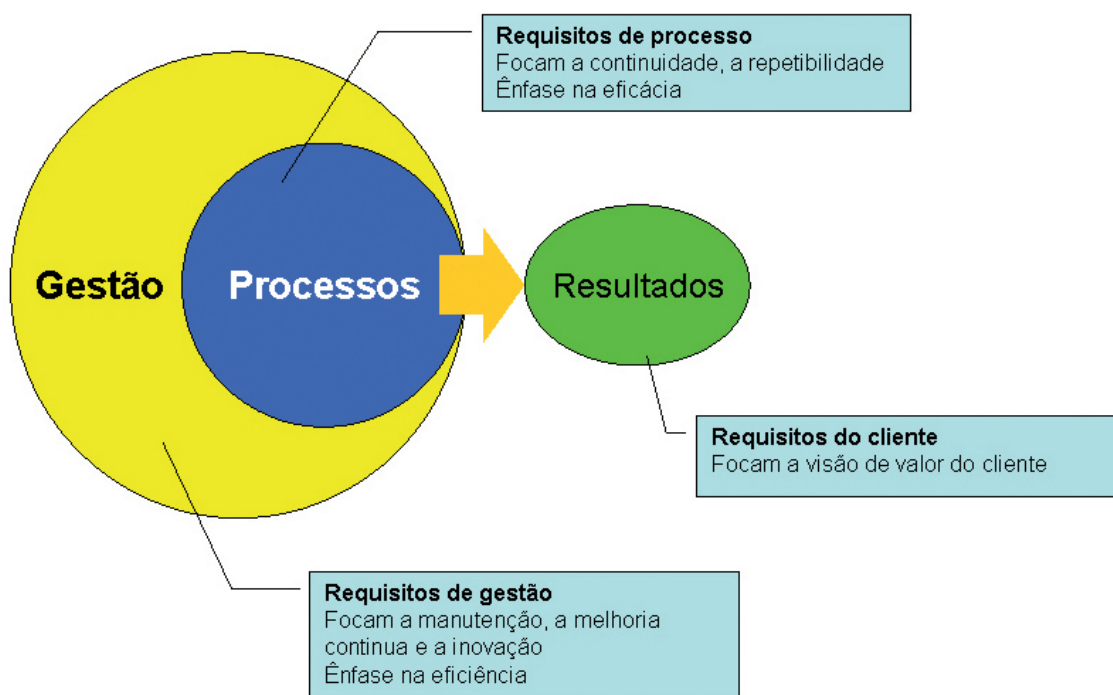 Requisitos de processo
Focam a continuidade, a repetibilidade
Ênfase na eficácia
Gestão
Processos
Resultados
Requisitos do cliente
Focam a visão de valor do cliente
Requisitos de gestão
Focam a manutenção, a melhoria
continua e a inovação
Ênfase na eficiência